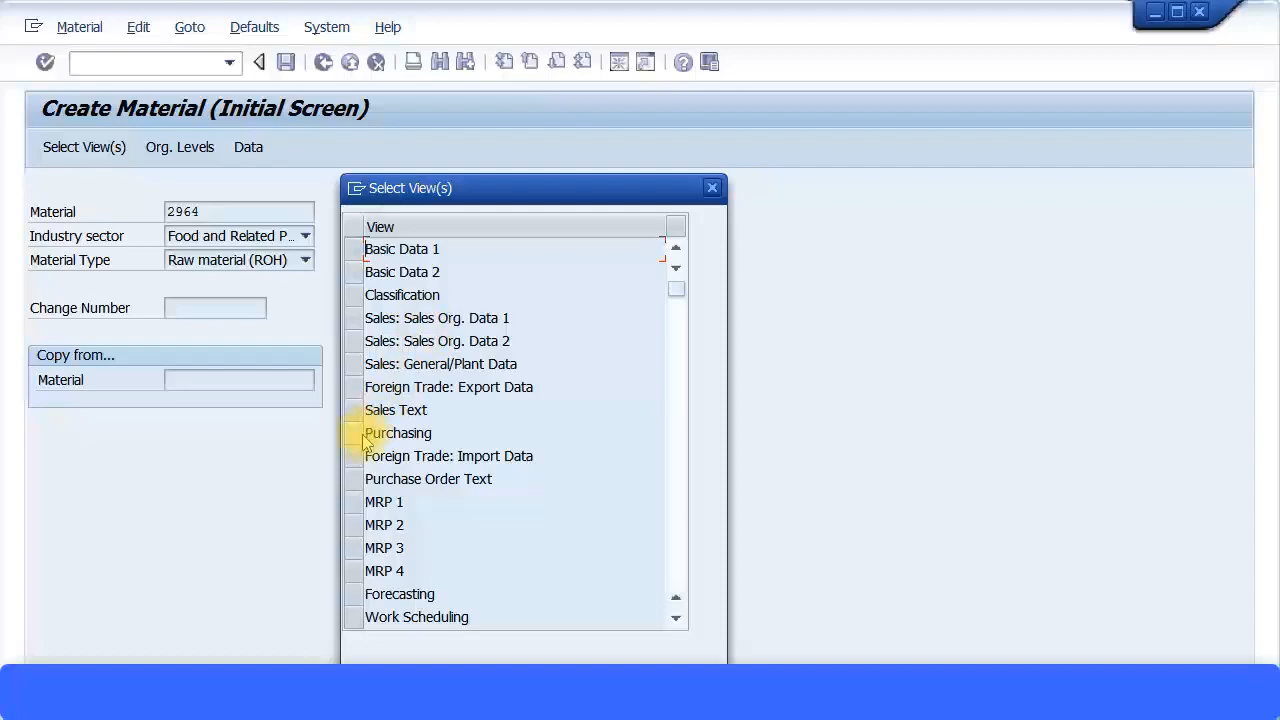 Material Edit Goto Defaults System Help
Create Material (Initial Screen)
Select View(s) Org. Levels Data
Material 2964
Industry sector Food and Related P...
Material Type Raw material (ROH)
Change Number
Copy from...
Material
Select View(s)
View
Basic Data 1
Basic Data 2
Classification
Sales: Sales Org. Data 1
Sales: Sales Org. Data 2
Sales: General/Plant Data
Foreign Trade: Export Data
Sales Text
Purchasing
Foreign Trade: Import Data
Purchase Order Text
MRP 1
MRP 2
MRP 3
MRP 4
Forecasting
Work Scheduling